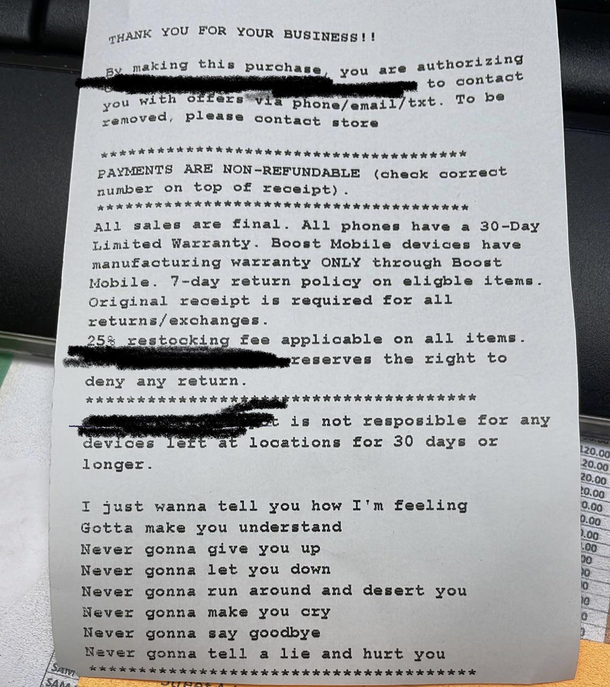 THANK YOU FOR YOUR BUSINESS!!
By making this purchase, you are authorizing
to contact
you with offers via phone/email/txt. To be
removed, please contact store
**************************************
PAYMENTS ARE NON-REFUNDABLE (check correct
number on top of receipt).
**************************************
All sales are final. All phones have a 30-Day
Limited Warranty. Boost Mobile devices have
manufacturing warranty ONLY through Boost
Mobile. 7-day return policy on eligble items.
Original receipt is required for all
returns/exchanges.
25% restocking fee applicable on all items.
reserves the right to
deny any return.
**************************************
is not resposible for any
devices left at locations for 30 days or
longer.
I just wanna tell you how I'm feeling
Gotta make you understand
Never gonna give you up
Never gonna let you down
Never gonna run around and desert you
Never gonna make you cry
Never gonna say goodbye
Never gonna tell a lie and hurt you
**************************************